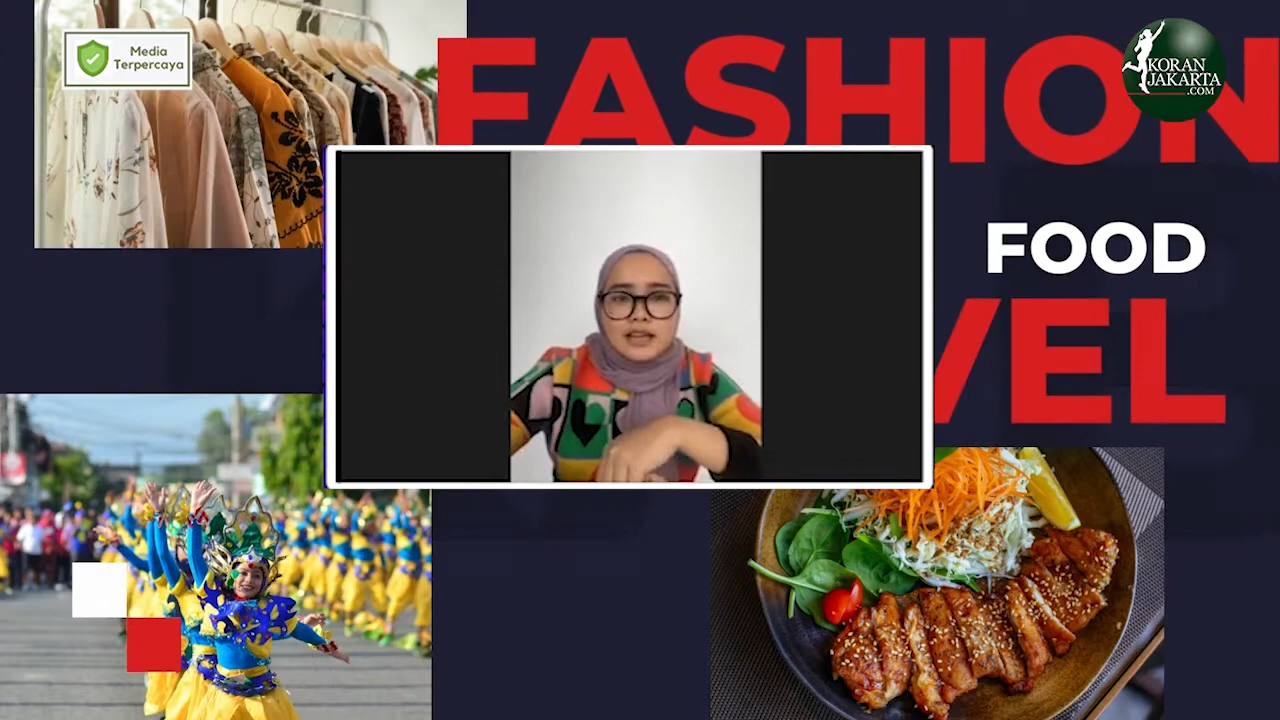 Media
Terpercaya
FASHION
KORAN
JAKARTA
.COM
FOOD
VEL